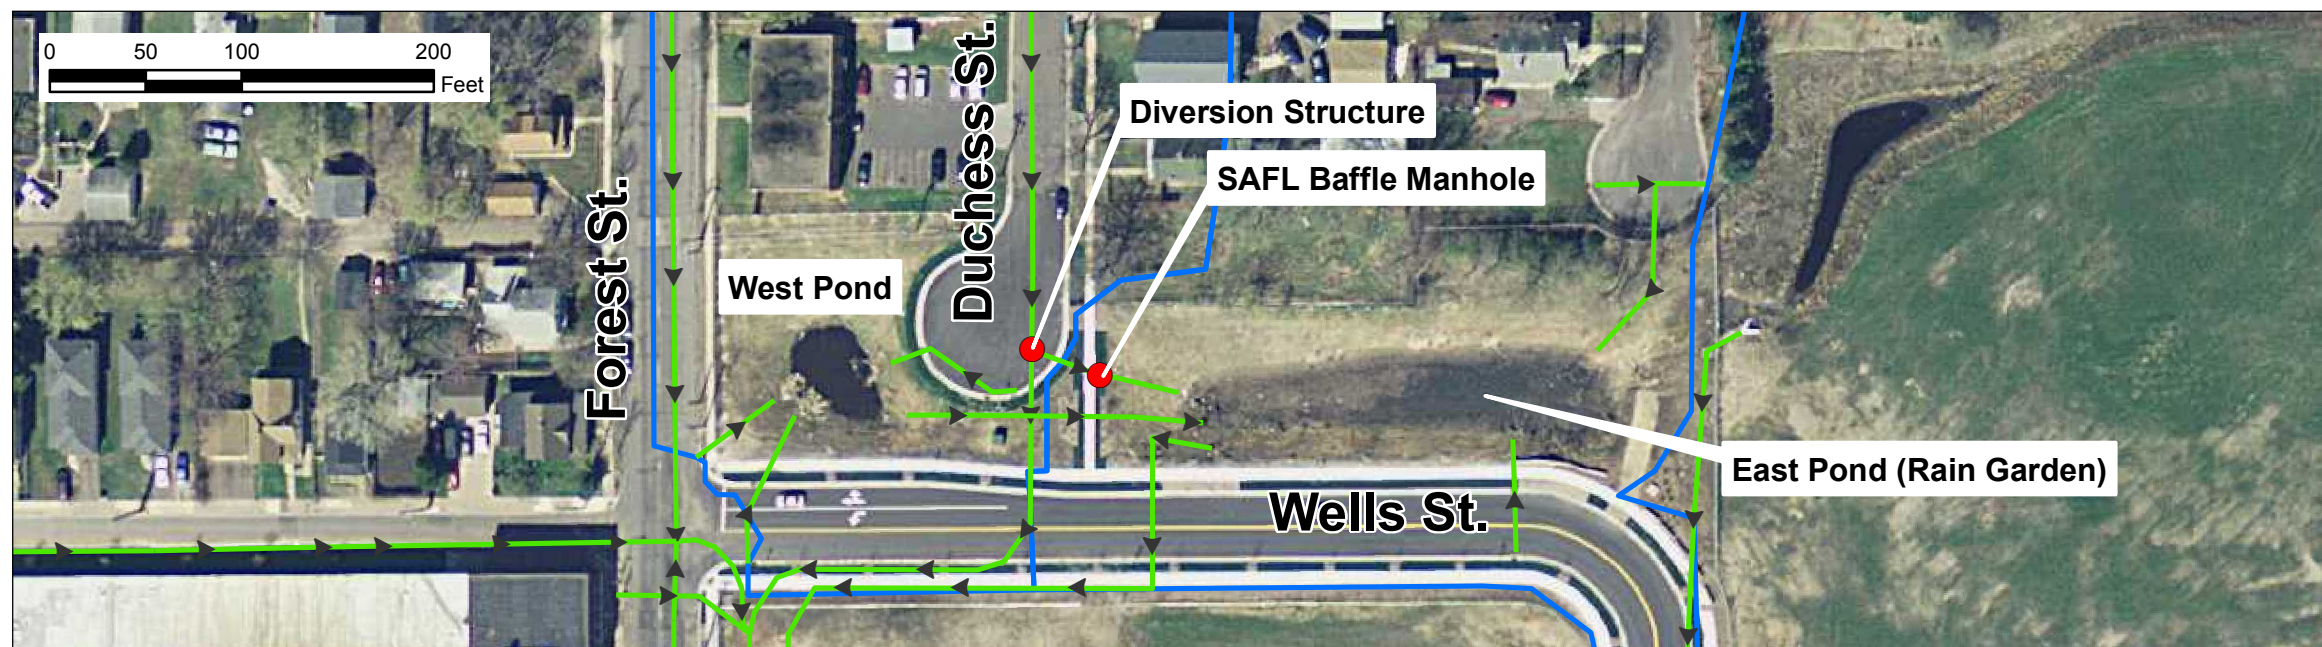 0 50 100 200
Feet
Duchess St.
Diversion Structure
SAFL Baffle Manhole
Forest St.
West Pond
East Pond (Rain Garden)
Wells St.